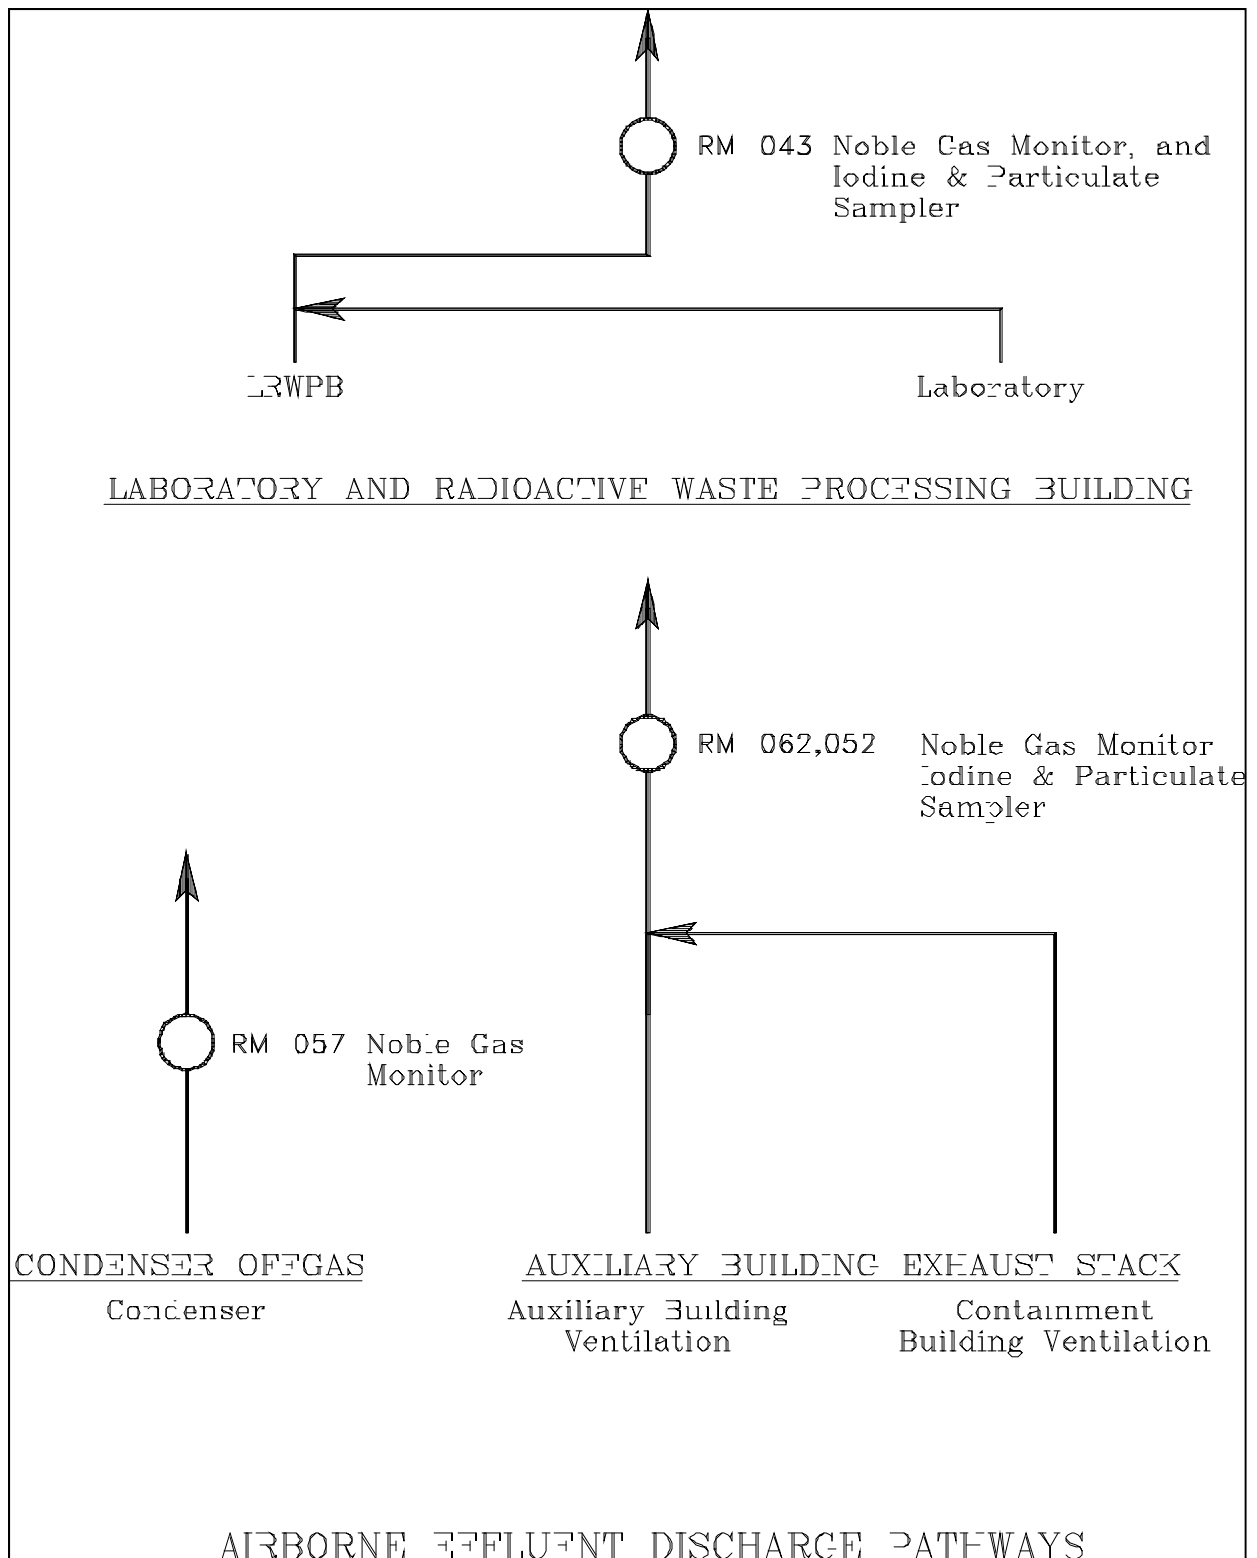 RM 043 Noble Gas Monitor, and
Iodine & Particulate
Sampler
LRWPB
Laboratory
LABORATORY AND RADIOACTIVE WASTE PROCESSING BUILDING
RM 062,052 Noble Gas Monitor
Iodine & Particulate
Sampler
RM 057 Noble Gas
Monitor
CONDENSER OFFGAS
Condenser
AUXILIARY BUILDING EXHAUST STACK
Auxiliary Building
Ventilation
Containment
Building Ventilation
AIRBORNE EFFLUENT DISCHARGE PATHWAYS